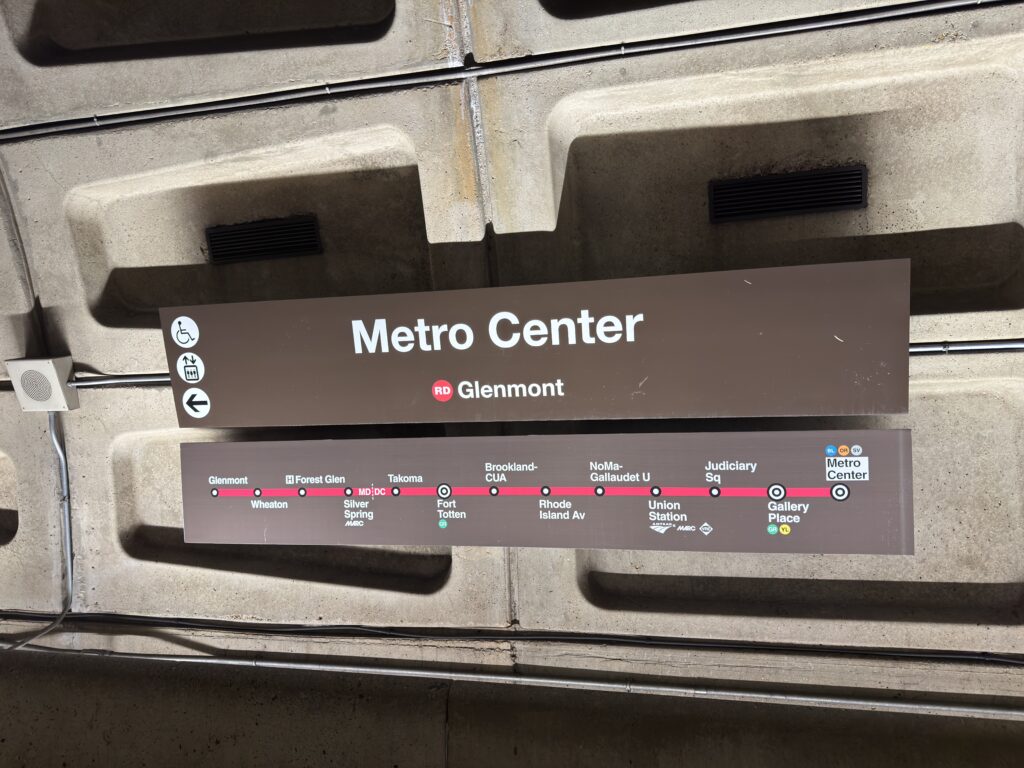 Metro Center
RD Glenmont
BL OR SV
Glenmont
Wheaton
H Forest Glen
Silver
Spring
MARC
MD DC
Takoma
Fort
Totten
GR
Brookland-
CUA
Rhode
Island Av
NoMa-
Gallaudet U
Union
Station
AMTRAK MARC VRE
Judiciary
Sq
Gallery
Place
GR YL
Metro
Center